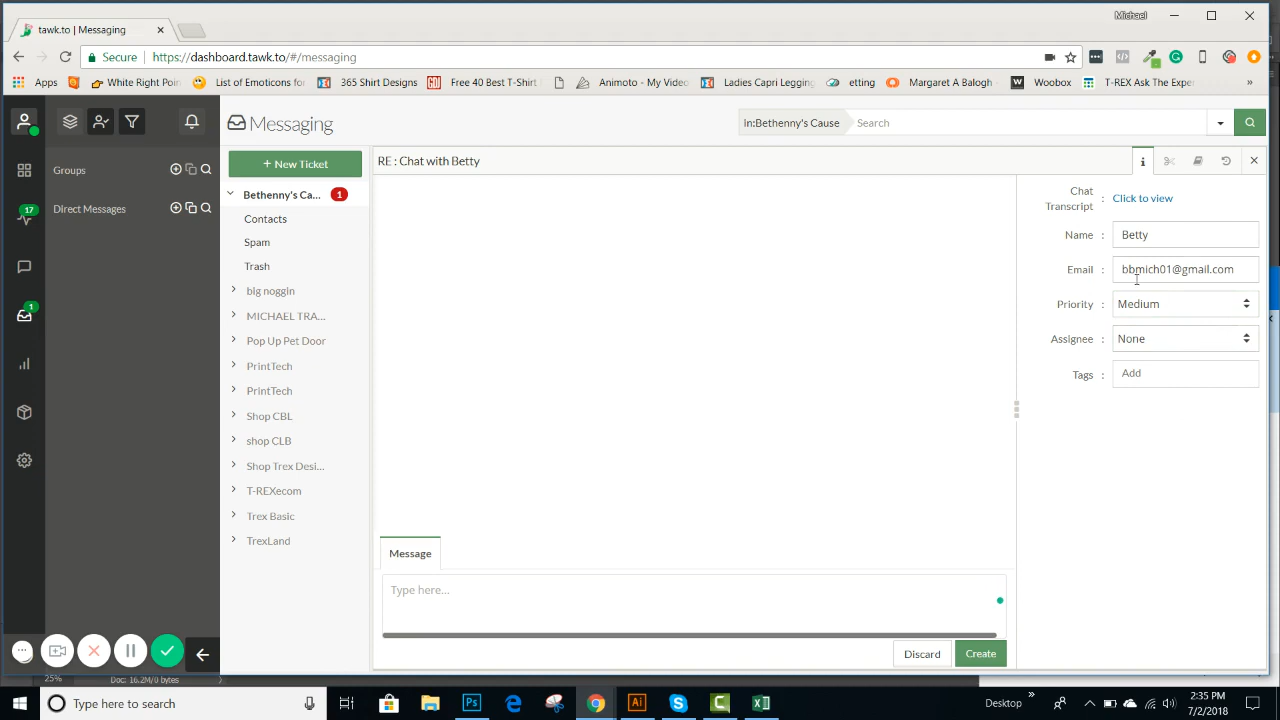 Michael
tawk.to | Messaging
Secure https://dashboard.tawk.to/#/messaging
Apps
White Right Poin
List of Emotions for
365 Shirt Designs
Free 40 Best T-Shirt
Animoto - My Video
Ladies Capri Legging
etting
Margaret A Balogh
Woobox
T-REX Ask The Exper
»
Messaging
In:Bethenny's Cause
Search
+ New Ticket
RE : Chat with Betty
Groups
Direct Messages
17
1
Bethenny's Ca... 1
Contacts
Spam
Trash
big noggin
MICHAEL TRA...
Pop Up Pet Door
PrintTech
PrintTech
Shop CBL
shop CLB
Shop Trex Desi...
T-REXecom
Trex Basic
TrexLand
Chat Transcript : Click to view
Name : Betty
Email : bbmich01@gmail.com
Priority : Medium
Assignee : None
Tags : Add
Message
Type here...
Discard
Create
25% Doc: 16.2M/0 bytes
Type here to search
Desktop
2:35 PM
7/2/2018